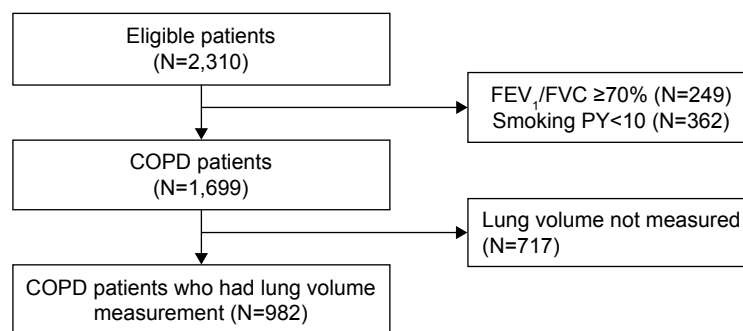 Eligible patients
(N=2,310)
FEV₁/FVC ≥70% (N=249)
Smoking PY<10 (N=362)
COPD patients
(N=1,699)
Lung volume not measured
(N=717)
COPD patients who had lung volume
measurement (N=982)